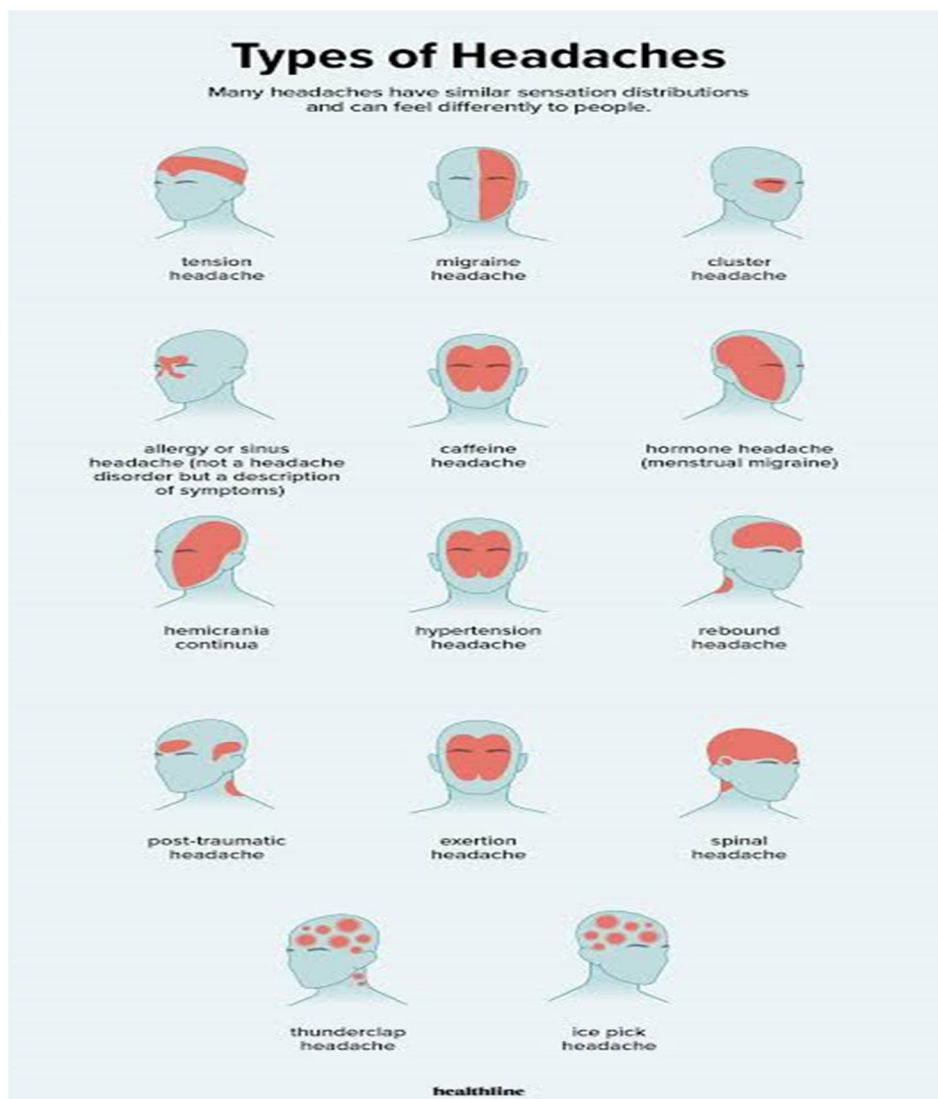 Types of Headaches
Many headaches have similar sensation distributions
and can feel differently to people.
tension
headache
migraine
headache
cluster
headache
allergy or sinus
headache (not a headache
disorder but a description
of symptoms)
caffeine
headache
hormone headache
(menstrual migraine)
hemicrania
continua
hypertension
headache
rebound
headache
post-traumatic
headache
exertion
headache
spinal
headache
thunderclap
headache
ice pick
headache
healthline